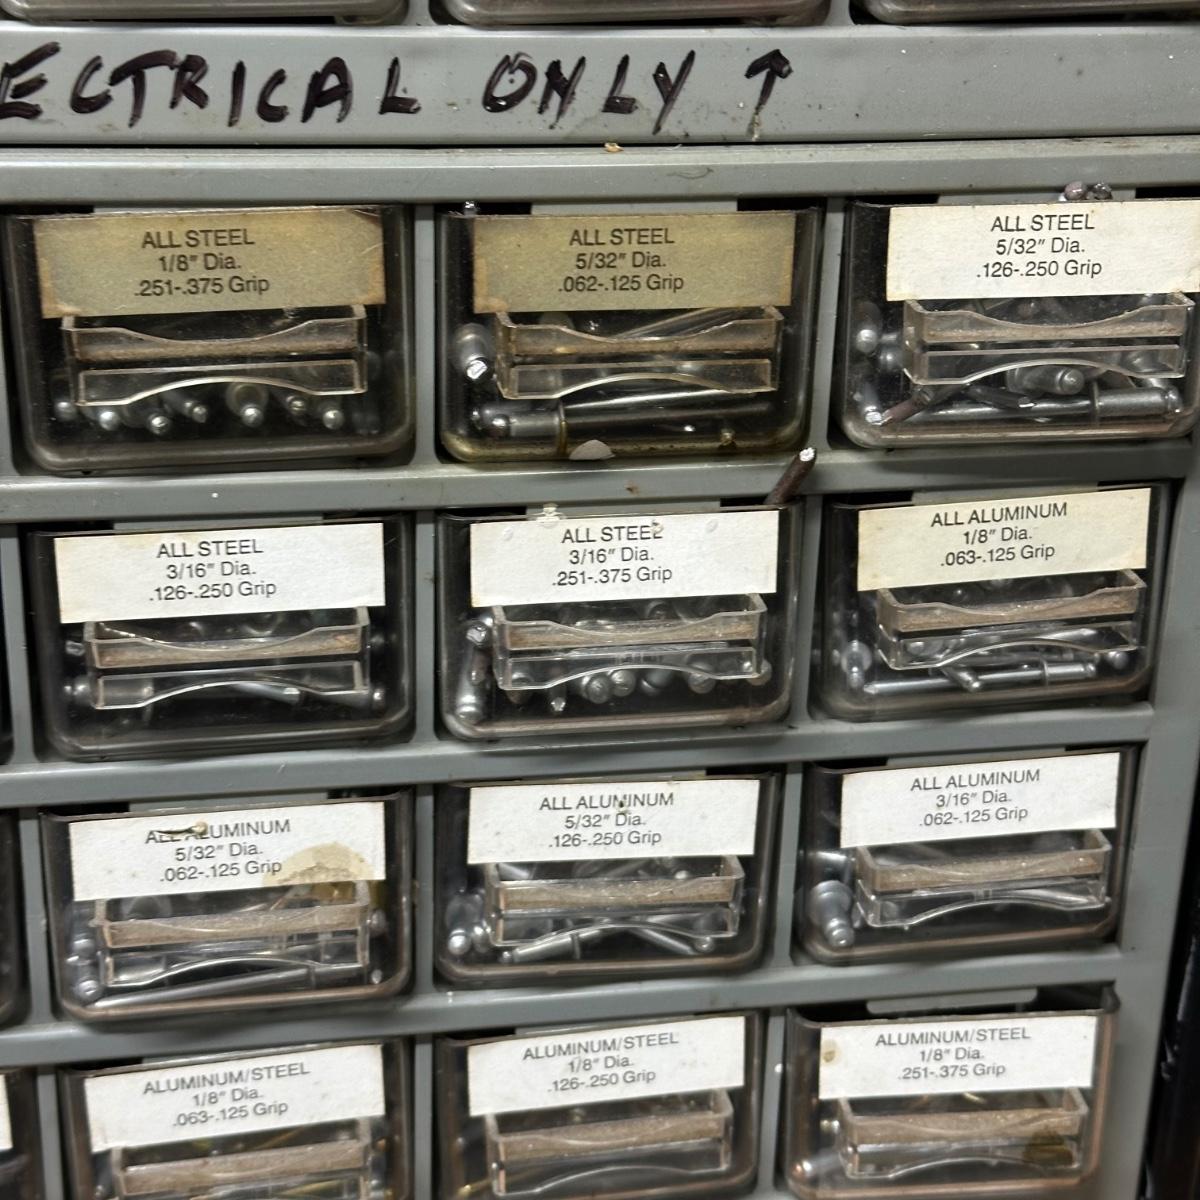 ECTRICAL ONLY ↑
ALL STEEL
1/8" Dia.
.251-.375 Grip
ALL STEEL
5/32" Dia.
.062-.125 Grip
ALL STEEL
5/32" Dia.
.126-.250 Grip
ALL STEEL
3/16" Dia.
.126-.250 Grip
ALL STEEL
3/16" Dia.
.251-.375 Grip
ALL ALUMINUM
1/8" Dia.
.063-.125 Grip
ALL ALUMINUM
5/32" Dia.
.062-.125 Grip
ALL ALUMINUM
5/32" Dia.
.126-.250 Grip
ALL ALUMINUM
3/16" Dia.
.062-.125 Grip
ALUMINUM/STEEL
1/8" Dia.
.063-.125 Grip
ALUMINUM/STEEL
1/8" Dia.
.126-.250 Grip
ALUMINUM/STEEL
1/8" Dia.
.251-.375 Grip